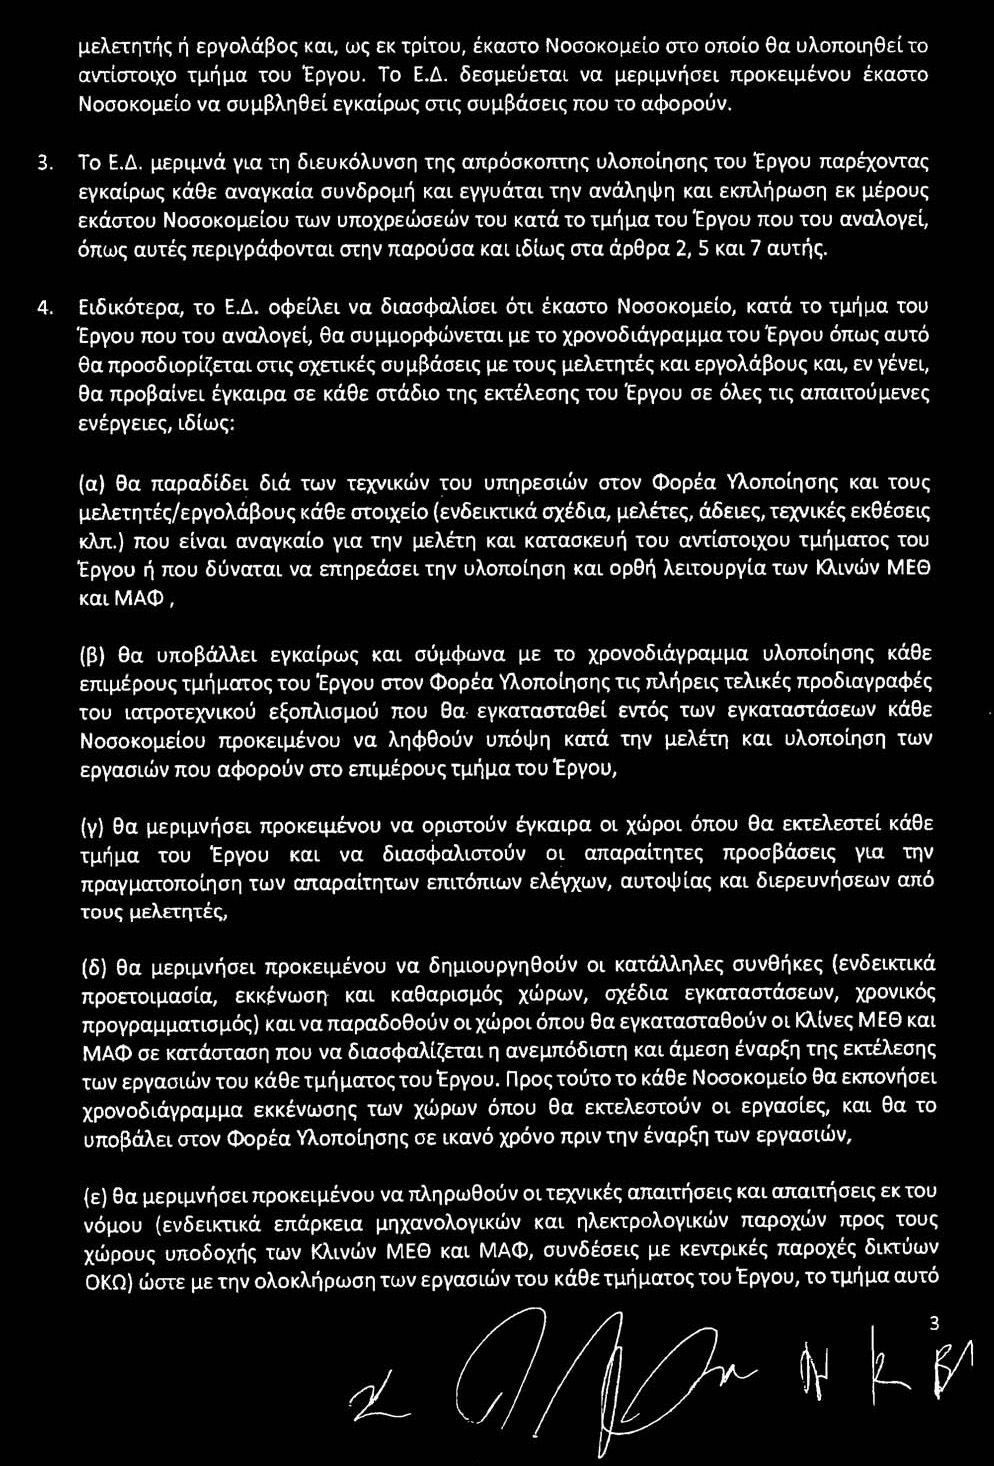 μελετητής ή εργολάβος και, ως εκ τρίτου, έκαστο Νοσοκομείο στο οποίο θα υλοποιηθεί το
αντίστοιχο τμήμα του Έργου. Το Ε.Δ. δεσμεύεται να μεριμνήσει προκειμένου έκαστο
Νοσοκομείο να συμβληθεί εγκαίρως στις συμβάσεις που το αφορούν.
3. Το Ε.Δ. μεριμνά για τη διευκόλυνση της απρόσκοπτης υλοποίησης του Έργου παρέχοντας
εγκαίρως κάθε αναγκαία συνδρομή και εγγυάται την ανάληψη και εκπλήρωση εκ μέρους
εκάστου Νοσοκομείου των υποχρεώσεών του κατά το τμήμα του Έργου που του αναλογεί,
όπως αυτές περιγράφονται στην παρούσα και ιδίως στα άρθρα 2, 5 και 7 αυτής.
4. Ειδικότερα, το Ε.Δ. οφείλει να διασφαλίσει ότι έκαστο Νοσοκομείο, κατά το τμήμα του
Έργου που του αναλογεί, θα συμμορφώνεται με το χρονοδιάγραμμα του Έργου όπως αυτό
θα προσδιορίζεται στις σχετικές συμβάσεις με τους μελετητές και εργολάβους και, εν γένει,
θα προβαίνει έγκαιρα σε κάθε στάδιο της εκτέλεσης του Έργου σε όλες τις απαιτούμενες
ενέργειες, ιδίως:
(α) θα παραδίδει διά των τεχνικών του υπηρεσιών στον Φορέα Υλοποίησης και τους
μελετητές/εργολάβους κάθε στοιχείο (ενδεικτικά σχέδια, μελέτες, άδειες, τεχνικές εκθέσεις
κλπ.) που είναι αναγκαίο για την μελέτη και κατασκευή του αντίστοιχου τμήματος του
Έργου ή που δύναται να επηρεάσει την υλοποίηση και ορθή λειτουργία των Κλινών ΜΕΘ
και ΜΑΦ ,
(β) θα υποβάλλει εγκαίρως και σύμφωνα με το χρονοδιάγραμμα υλοποίησης κάθε
επιμέρους τμήματος του Έργου στον Φορέα Υλοποίησης τις πλήρεις τελικές προδιαγραφές
του ιατροτεχνικού εξοπλισμού που θα εγκατασταθεί εντός των εγκαταστάσεων κάθε
Νοσοκομείου προκειμένου να ληφθούν υπόψη κατά την μελέτη και υλοποίηση των
εργασιών που αφορούν στο επιμέρους τμήμα του Έργου,
(γ) θα μεριμνήσει προκειμένου να οριστούν έγκαιρα οι χώροι όπου θα εκτελεστεί κάθε
τμήμα του Έργου και να διασφαλιστούν οι απαραίτητες προσβάσεις για την
πραγματοποίηση των απαραίτητων επιτόπιων ελέγχων, αυτοψίας και διερευνήσεων από
τους μελετητές,
(δ) θα μεριμνήσει προκειμένου να δημιουργηθούν οι κατάλληλες συνθήκες (ενδεικτικά
προετοιμασία, εκκένωση και καθαρισμός χώρων, σχέδια εγκαταστάσεων, χρονικός
προγραμματισμός) και να παραδοθούν οι χώροι όπου θα εγκατασταθούν οι Κλίνες ΜΕΘ και
ΜΑΦ σε κατάσταση που να διασφαλίζεται η ανεμπόδιστη και άμεση έναρξη της εκτέλεσης
των εργασιών του κάθε τμήματος του Έργου. Προς τούτο το κάθε Νοσοκομείο θα εκπονήσει
χρονοδιάγραμμα εκκένωσης των χώρων όπου θα εκτελεστούν οι εργασίες, και θα το
υποβάλει στον Φορέα Υλοποίησης σε ικανό χρόνο πριν την έναρξη των εργασιών,
(ε) θα μεριμνήσει προκειμένου να πληρωθούν οι τεχνικές απαιτήσεις και απαιτήσεις εκ του
νόμου (ενδεικτικά επάρκεια μηχανολογικών και ηλεκτρολογικών παροχών προς τους
χώρους υποδοχής των Κλινών ΜΕΘ και ΜΑΦ, συνδέσεις με κεντρικές παροχές δικτύων
ΟΚΩ) ώστε με την ολοκλήρωση των εργασιών του κάθε τμήματος του Έργου, το τμήμα αυτό
3